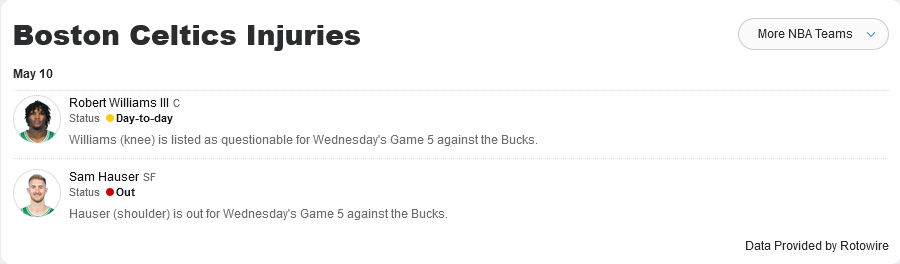 Boston Celtics Injuries
More NBA Teams
May 10
Robert Williams III C
Status Day-to-day
Williams (knee) is listed as questionable for Wednesday's Game 5 against the Bucks.
Sam Hauser SF
Status Out
Hauser (shoulder) is out for Wednesday's Game 5 against the Bucks.
Data Provided by Rotowire